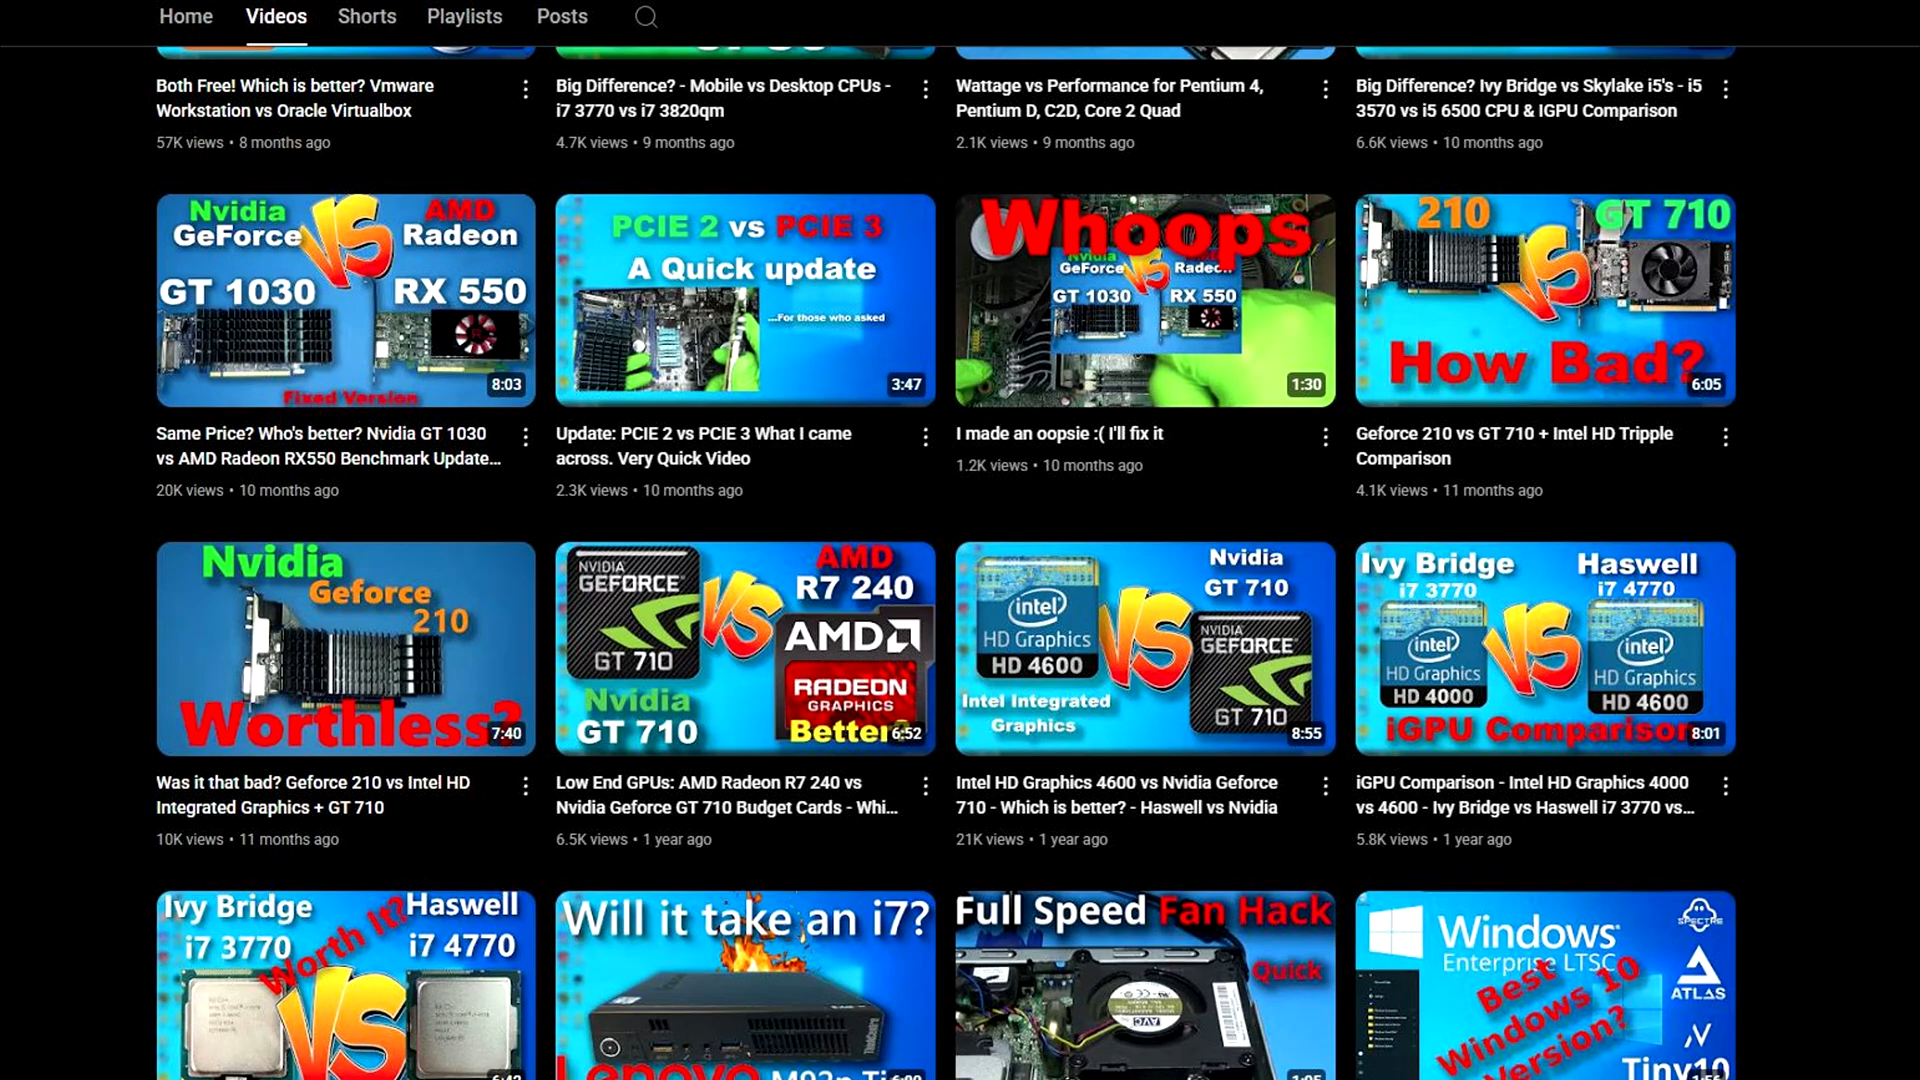 Home Videos Shorts Playlists Posts
Both Free! Which is better? Vmware
Workstation vs Oracle Virtualbox
57K views • 8 months ago
Big Difference? - Mobile vs Desktop CPUs -
i7 3770 vs i7 3820qm
4.7K views • 9 months ago
Wattage vs Performance for Pentium 4,
Pentium D, C2D, Core 2 Quad
2.1K views • 9 months ago
Big Difference? Ivy Bridge vs Skylake i5's - i5
3570 vs i5 6500 CPU & IGPU Comparison
6.6K views • 10 months ago
Nvidia
GeForce
VS
AMD
Radeon
GT 1030
RX 550
Fixed Version
8:03
Same Price? Who's better? Nvidia GT 1030
vs AMD Radeon RX550 Benchmark Update...
20K views • 10 months ago
PCIE 2 vs PCIE 3
A Quick update
...For those who asked
3:47
Update: PCIE 2 vs PCIE 3 What I came
across. Very Quick Video
2.3K views • 10 months ago
Whoops
Nvidia
GeForce
VS
Radeon
GT 1030
RX 550
1:30
I made an oopsie :( I'll fix it
1.2K views • 10 months ago
210
VS
GT 710
How Bad?
6:05
Geforce 210 vs GT 710 + Intel HD Tripple
Comparison
4.1K views • 11 months ago
Nvidia
Geforce
210
Worthless?
7:40
Was it that bad? Geforce 210 vs Intel HD
Integrated Graphics + GT 710
10K views • 11 months ago
NVIDIA
GEFORCE
GT 710
Nvidia
GT 710
VS
AMD
R7 240
AMD
RADEON
GRAPHICS
Better?
6:52
Low End GPUs: AMD Radeon R7 240 vs
Nvidia Geforce GT 710 Budget Cards - Whi...
6.5K views • 1 year ago
intel
HD Graphics
HD 4600
Intel Integrated
Graphics
VS
Nvidia
GT 710
NVIDIA
GEFORCE
GT 710
8:55
Intel HD Graphics 4600 vs Nvidia Geforce
710 - Which is better? - Haswell vs Nvidia
21K views • 1 year ago
Ivy Bridge
i7 3770
intel
HD Graphics
HD 4000
VS
Haswell
i7 4770
intel
HD Graphics
HD 4600
iGPU Comparison
8:01
iGPU Comparison - Intel HD Graphics 4000
vs 4600 - Ivy Bridge vs Haswell i7 3770 vs...
5.8K views • 1 year ago
Ivy Bridge
i7 3770
Worth It?
Haswell
i7 4770
VS
Will it take an i7?
Lenovo
M92p
Full Speed Fan Hack
Quick
AVC
Windows
Enterprise LTSC
Best
Windows 10
Version?
SPECTRE
ATLAS
Tiny10